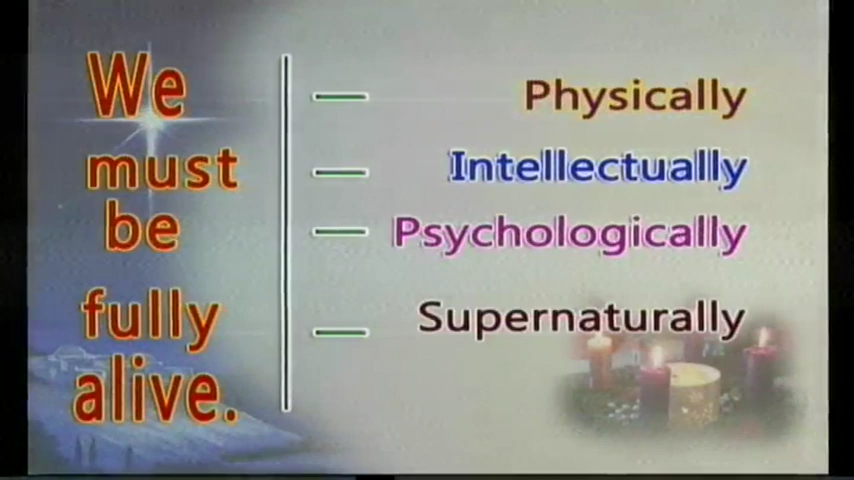 We
must
be
fully
alive.
Physically
Intellectually
Psychologically
Supernaturally